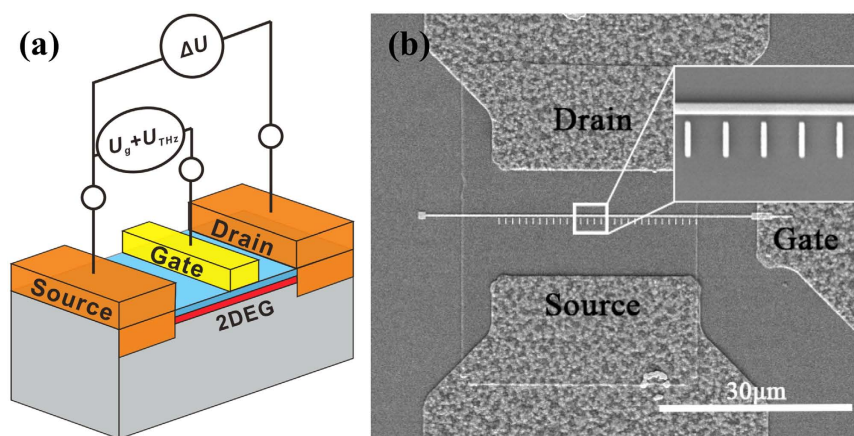 (a)
ΔU
U_g+U_THz
Drain
Gate
Source
2DEG
(b)
Drain
Gate
Source
30μm